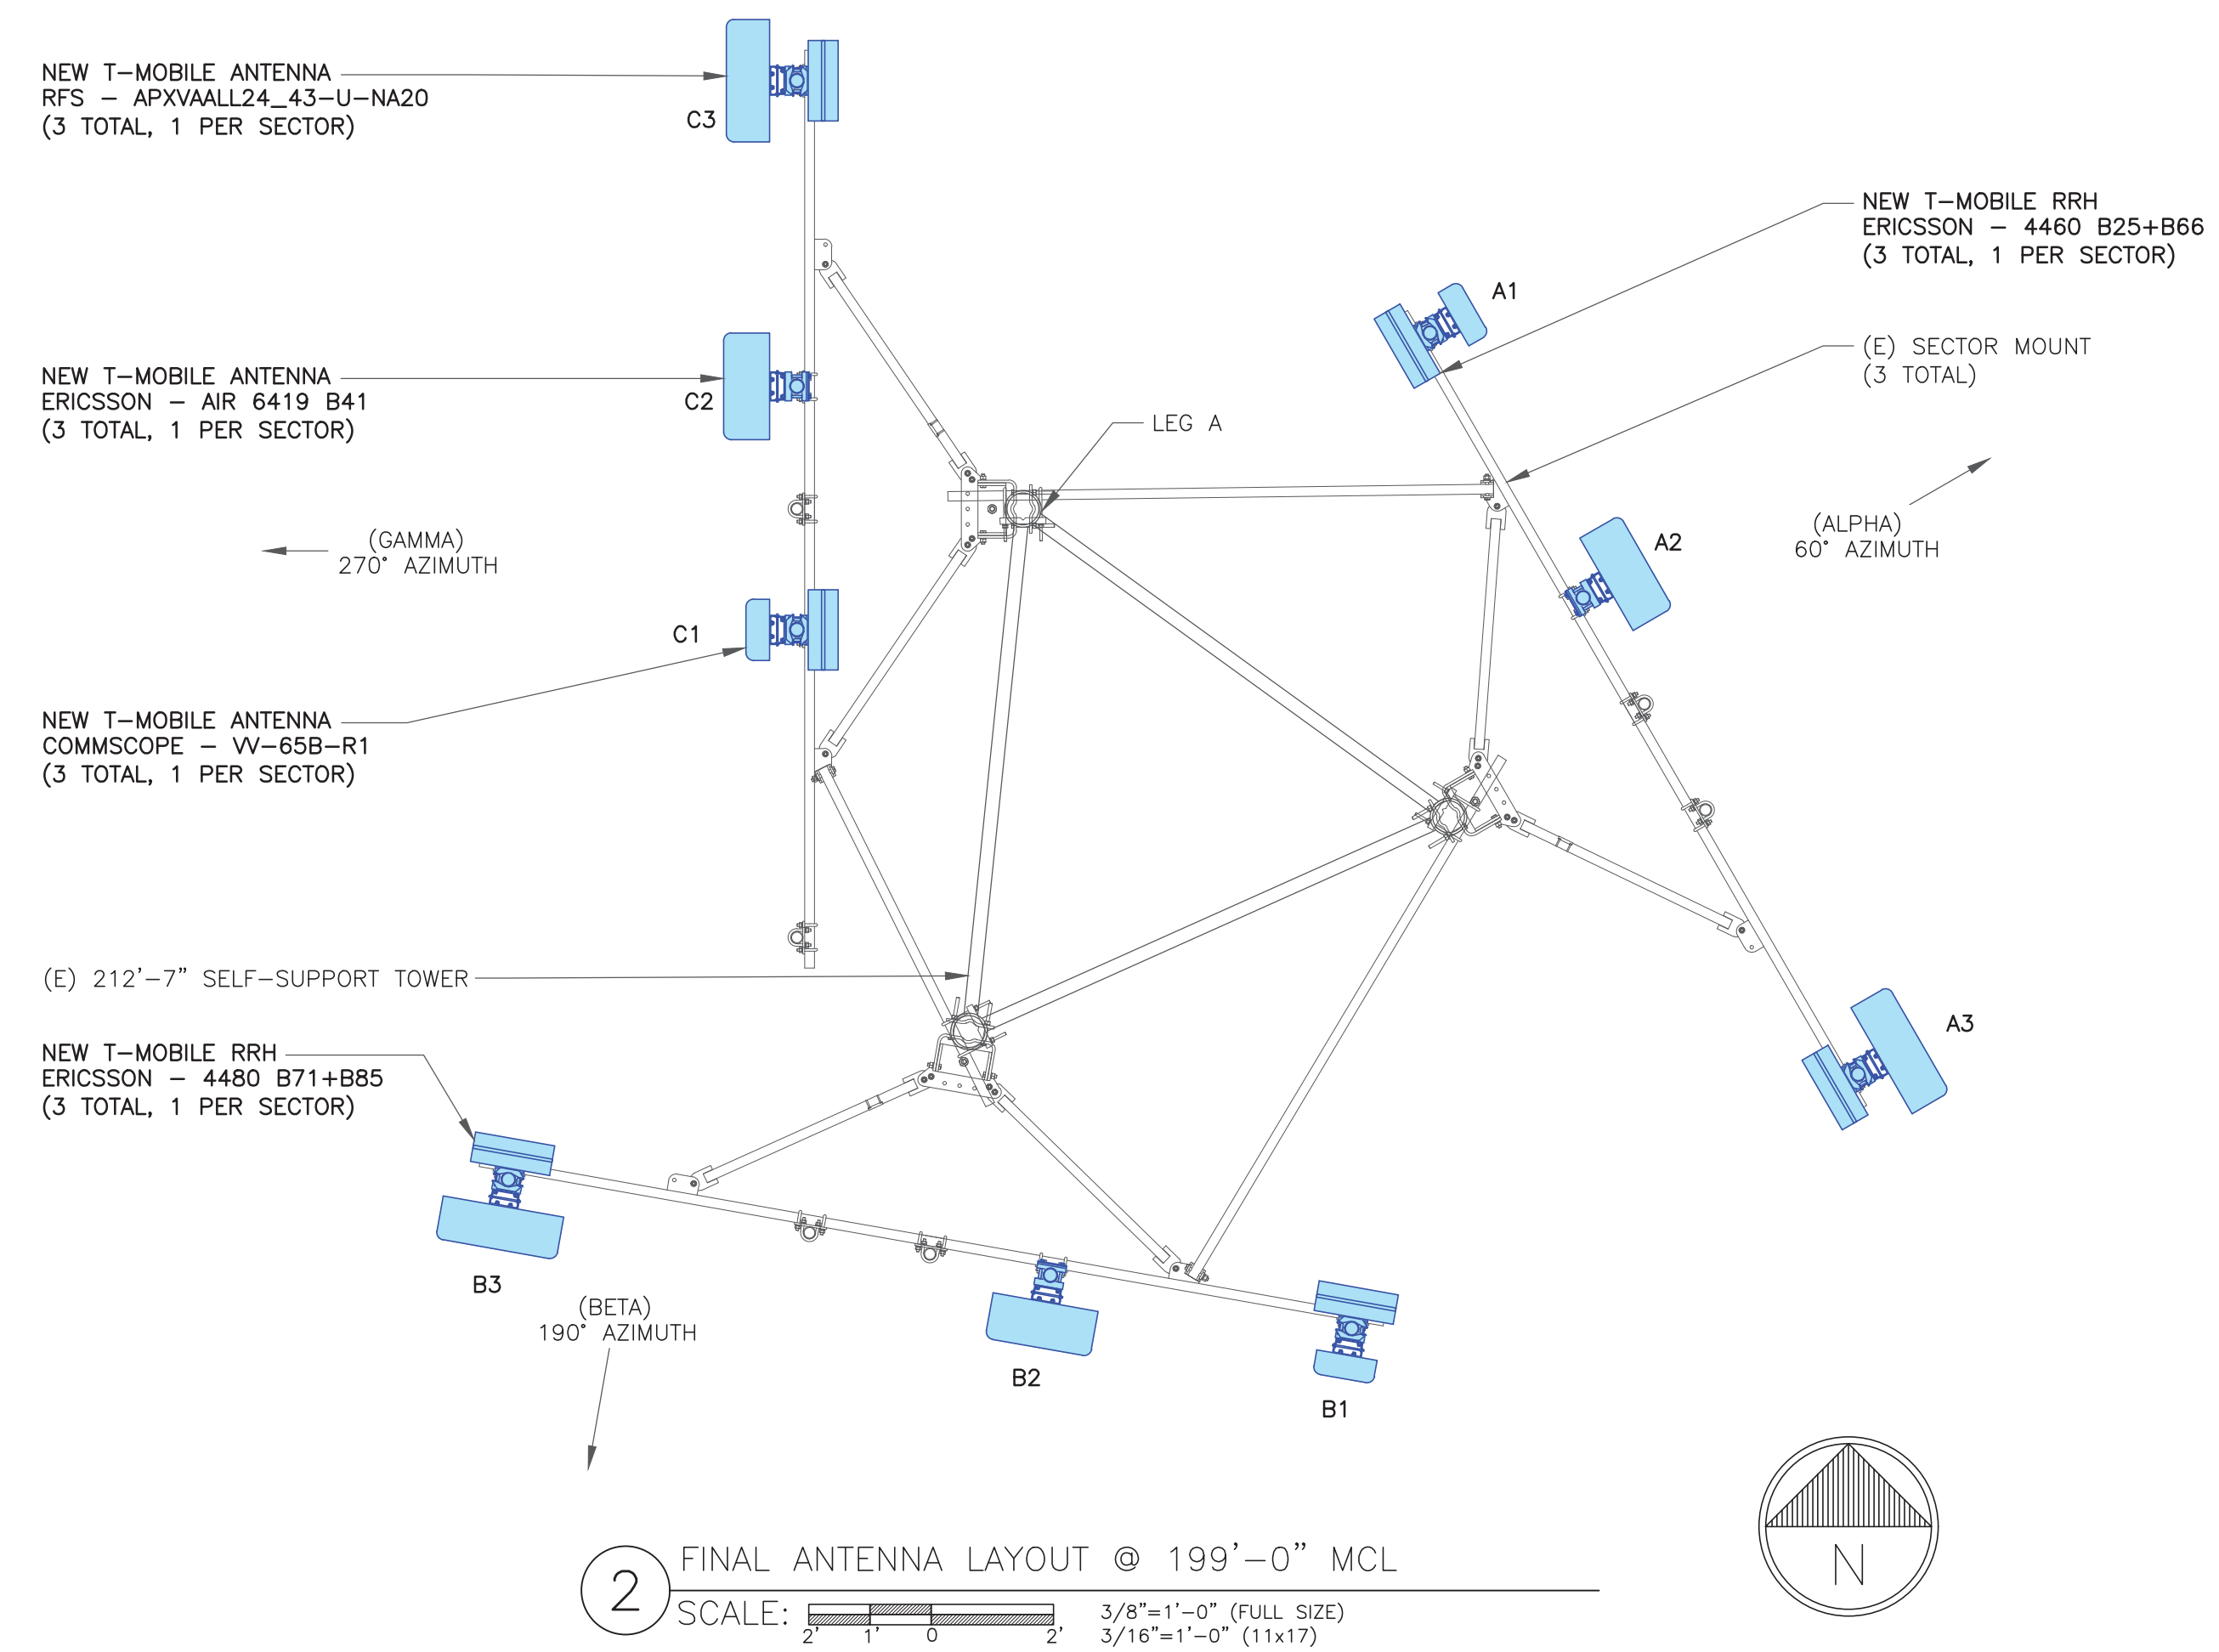 NEW T-MOBILE ANTENNA
RFS - APXVAALL24_43-U-NA20
(3 TOTAL, 1 PER SECTOR)
C3
NEW T-MOBILE RRH
ERICSSON - 4460 B25+B66
(3 TOTAL, 1 PER SECTOR)
A1
(E) SECTOR MOUNT
(3 TOTAL)
NEW T-MOBILE ANTENNA
ERICSSON - AIR 6419 B41
(3 TOTAL, 1 PER SECTOR)
C2
LEG A
(ALPHA)
60° AZIMUTH
A2
(GAMMA)
270° AZIMUTH
C1
NEW T-MOBILE ANTENNA
COMMSCOPE - VV-65B-R1
(3 TOTAL, 1 PER SECTOR)
(E) 212'-7" SELF-SUPPORT TOWER
A3
NEW T-MOBILE RRH
ERICSSON - 4480 B71+B85
(3 TOTAL, 1 PER SECTOR)
B3
(BETA)
190° AZIMUTH
B2
B1
N
2
FINAL ANTENNA LAYOUT @ 199'-0" MCL
SCALE:
2' 1' 0 2'
3/8"=1'-0" (FULL SIZE)
3/16"=1'-0" (11x17)